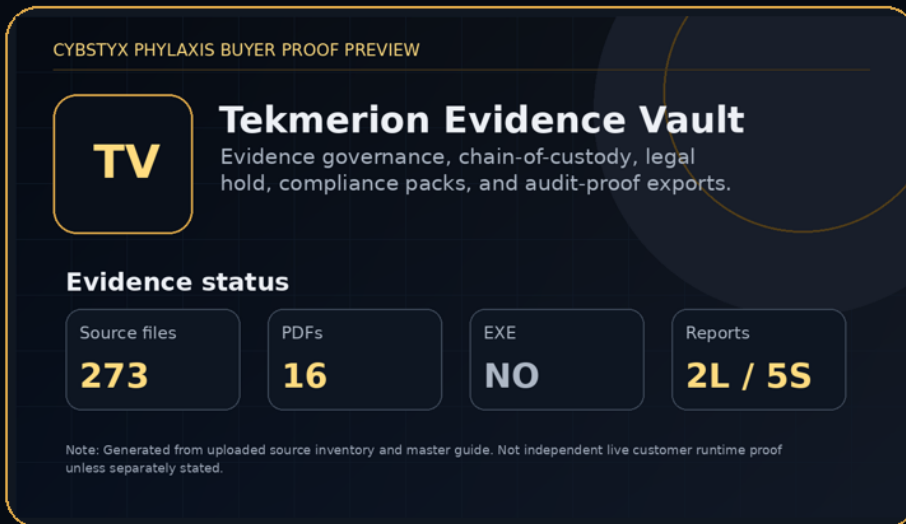 CYBSTYX PHYLAXIS BUYER PROOF PREVIEW
TV
Tekmerion Evidence Vault
Evidence governance, chain-of-custody, legal
hold, compliance packs, and audit-proof exports.
Evidence status
Source files
273
PDFs
16
EXE
NO
Reports
2L / 5S
Note: Generated from uploaded source inventory and master guide. Not independent live customer runtime proof
unless separately stated.